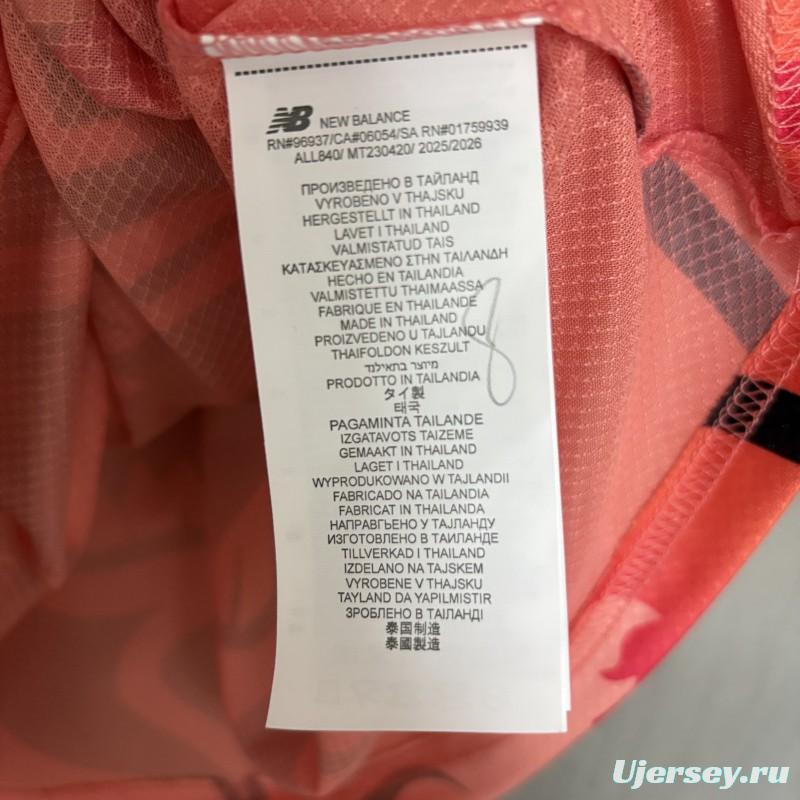 NB NEW BALANCE
RN#96937/CA#06054/SA RN#01759939
ALL840/ MT230420/ 2025/2026
ПРОИЗВЕДЕНО В ТАЙЛАНД
VYROBENO V THAJSKU
HERGESTELLT IN THAILAND
LAVET I THAILAND
VALMISTATUD TAIS
ΚΑΤΑΣΚΕΥΑΣΜΕΝΟ ΣΤΗΝ ΤΑΙΛΑΝΔΗ
HECHO EN TAILANDIA
VALMISTETTU THAIMAASSA
FABRIQUE EN THAILANDE
MADE IN THAILAND
PROIZVEDENO U TAJLANDU
THAIFOLDON KESZULT
מיוצר בתאילנד
PRODOTTO IN TAILANDIA
タイ製
태국
PAGAMINTA TAILANDE
IZGATAVOTS TAIZEME
GEMAAKT IN THAILAND
LAGET I THAILAND
WYPRODUKOWANO W TAJLANDII
FABRICADO NA TAILANDIA
FABRICAT IN THAILANDA
НАПРАВГЬЕНО У ТАЈЛАНДУ
ИЗГОТОВЛЕНО В ТАИЛАНДЕ
TILLVERKAD I THAILAND
IZDELANO NA TAJSKEM
VYROBENE V THAJSKU
TAYLAND DA YAPILMISTIR
ЗРОБЛЕНО В ТАІЛАНДІ
泰国制造
泰國製造
8
Ujersey.ru